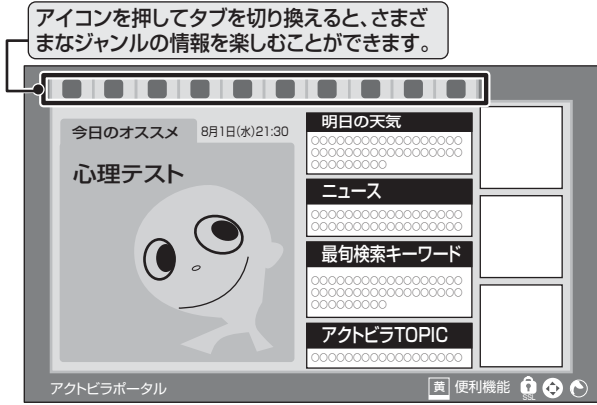 アイコンを押してタブを切り換えると、さまざ
まなジャンルの情報を楽しむことができます。
今日のオススメ
8月1日(水)21:30
心理テスト
明日の天気
○○○○○○○○○○○○○○○○○○
○○○○○○○○○○○○○○○○○○
○○○○○○○○○
ニュース
○○○○○○○○○○○○○○○○○○
○○○○○○○○○○○○○○○○○○
最旬検索キーワード
○○○○○○○○○○○○○○○○○○
○○○○○○○○○○○○○○○○○○
○○○○○○○○○
アクトビラTOPIC
○○○○○○○○○○○○○○○○○○
アクトビラポータル
黄 便利機能
SSL